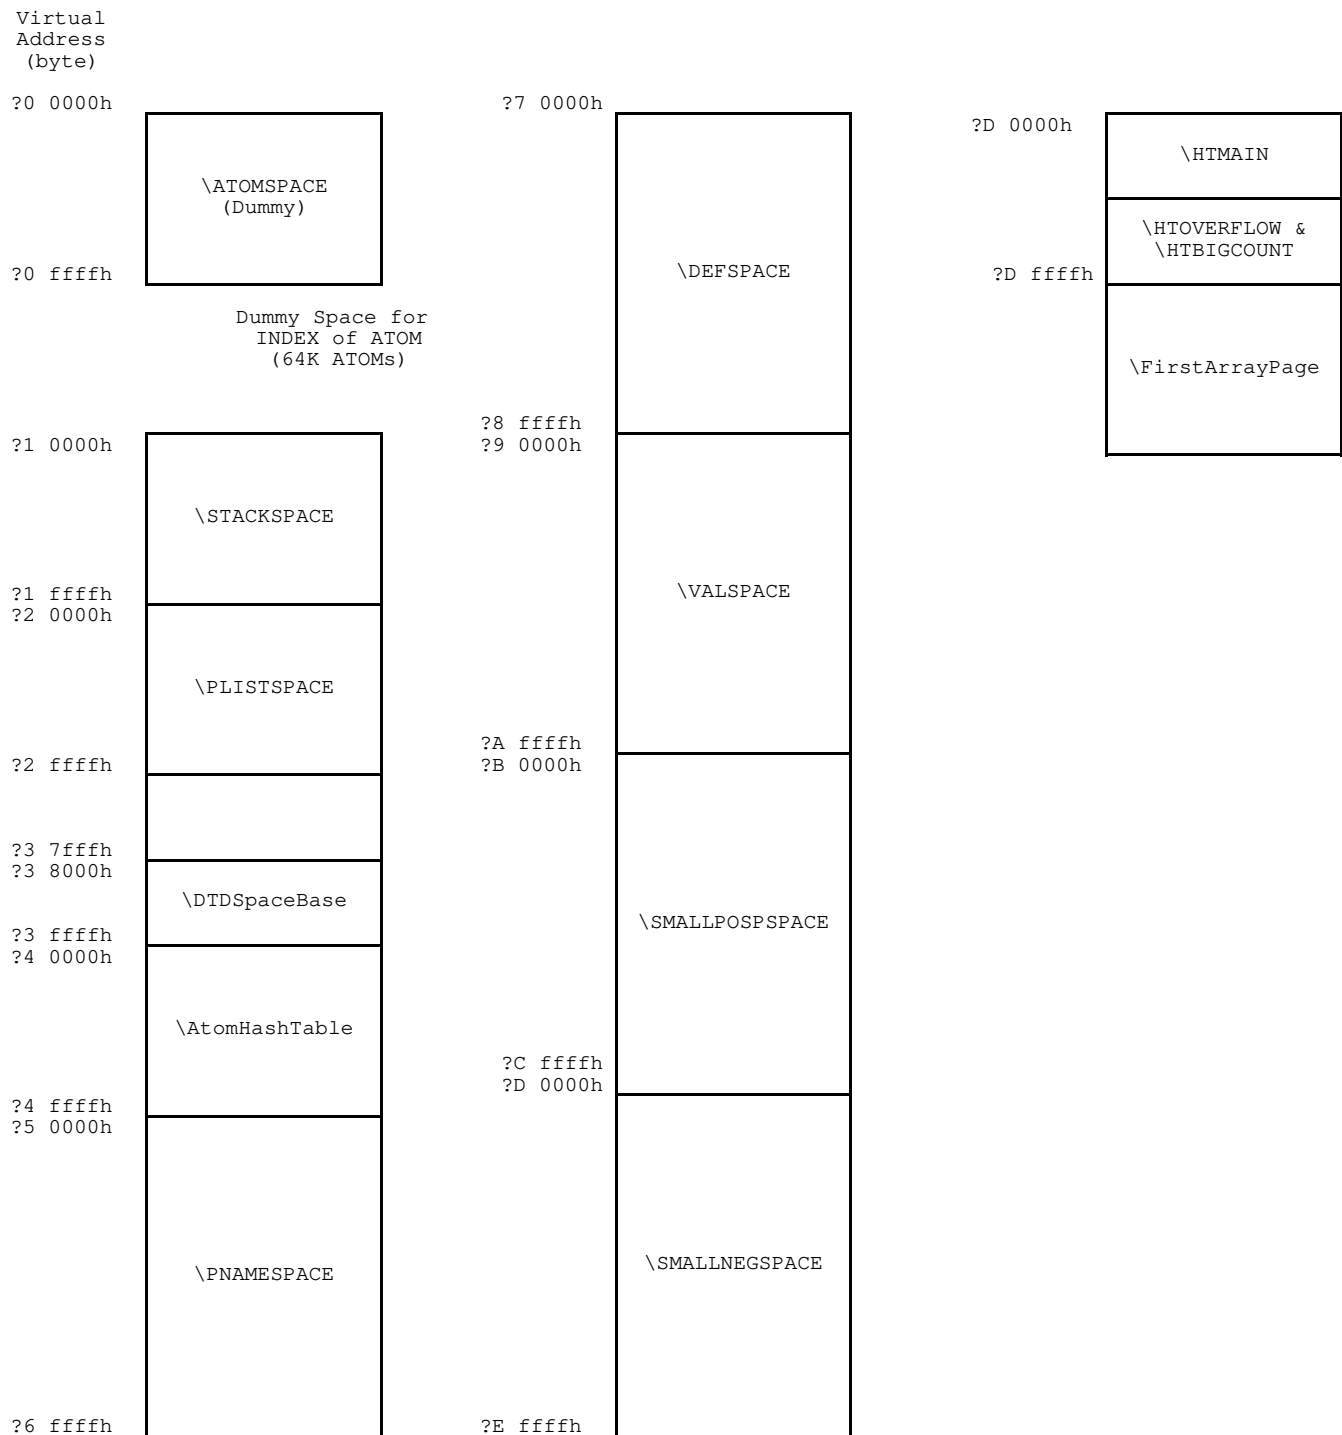 Virtual
Address
(byte)
?0 0000h
\ATOMSPACE
(Dummy)
?0 ffffh
Dummy Space for
INDEX of ATOM
(64K ATOMs)
?1 0000h
\STACKSPACE
?1 ffffh
?2 0000h
\PLISTSPACE
?2 ffffh
?3 7fffh
?3 8000h
\DTDSpaceBase
?3 ffffh
?4 0000h
\AtomHashTable
?4 ffffh
?5 0000h
\PNAMESPACE
?6 ffffh
?7 0000h
\DEFSPACE
?8 ffffh
?9 0000h
\VALSPACE
?A ffffh
?B 0000h
\SMALLPOSPSPACE
?C ffffh
?D 0000h
\SMALLNEGSPACE
?E ffffh
?D 0000h
\HTMAIN
\HTOVERFLOW &
\HTBIGCOUNT
?D ffffh
\FirstArrayPage